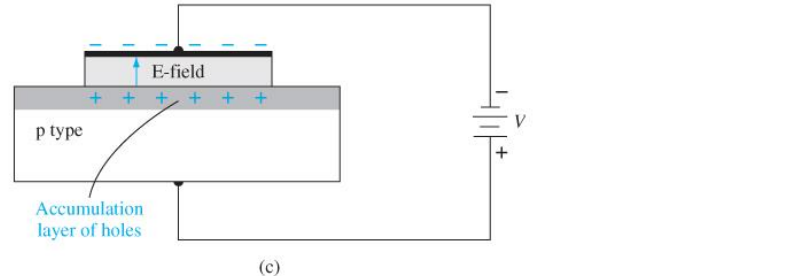 − − − − − −
E-field
+ + + + + +
p type
−
V
+
Accumulation
layer of holes
(c)